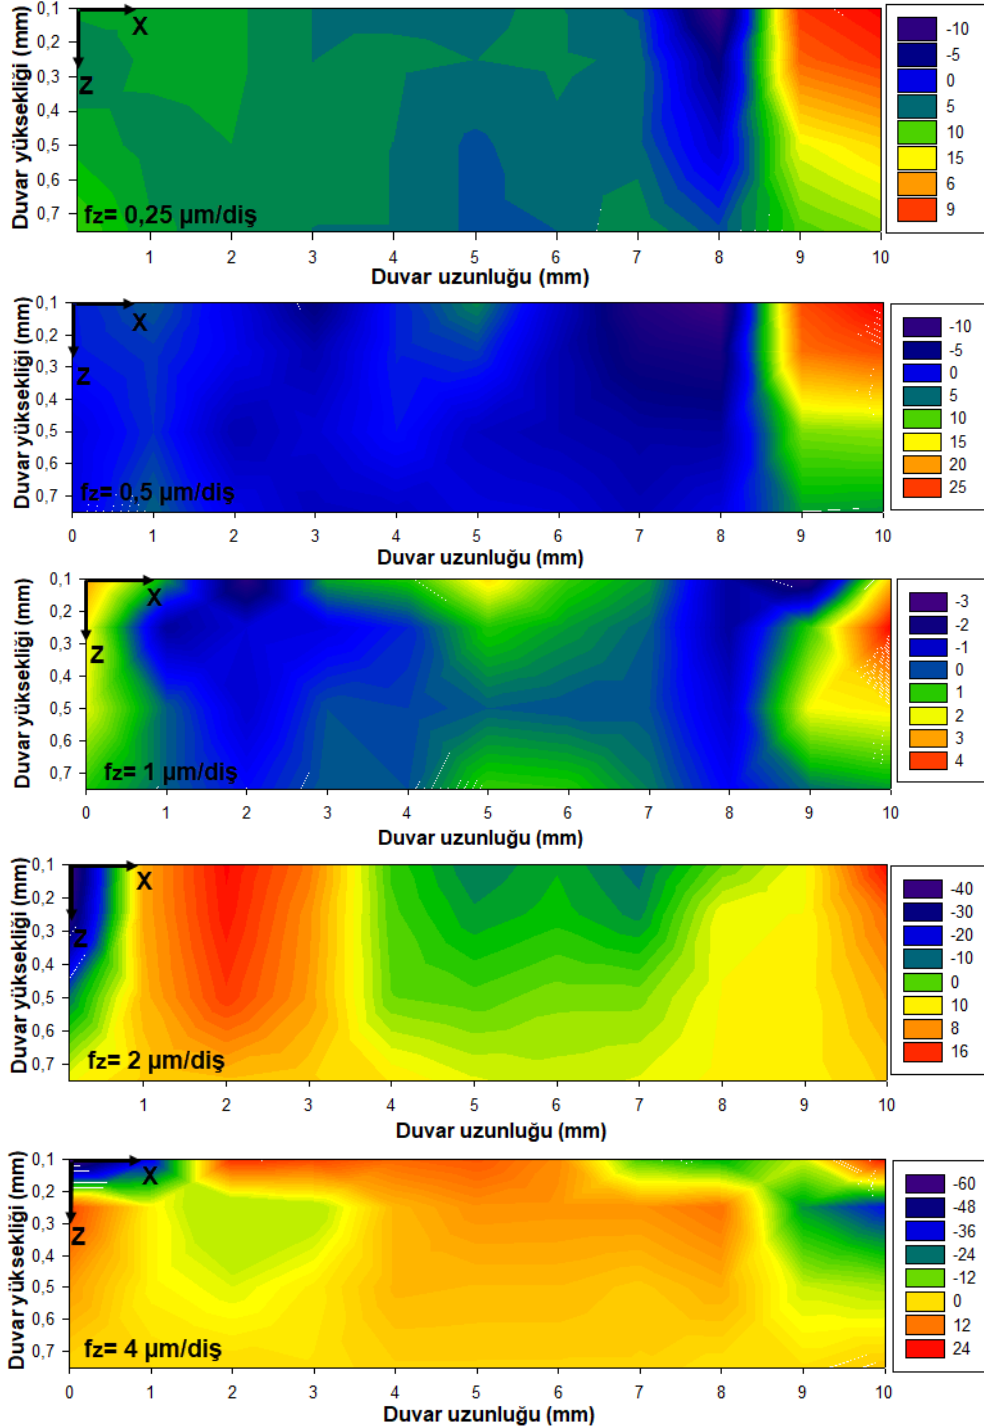 Duvar yüksekliği (mm)
0,1
0,2
0,3
0,4
0,5
0,6
0,7
X
Z
fz= 0,25 µm/diş
1 2 3 4 5 6 7 8 9 10
Duvar uzunluğu (mm)
-10
-5
0
5
10
15
6
9
Duvar yüksekliği (mm)
0,1
0,2
0,3
0,4
0,5
0,6
0,7
X
Z
fz= 0,5 µm/diş
0 1 2 3 4 5 6 7 8 9 10
Duvar uzunluğu (mm)
-10
-5
0
5
10
15
20
25
Duvar yüksekliği (mm)
0,1
0,2
0,3
0,4
0,5
0,6
0,7
X
Z
fz= 1 µm/diş
0 1 2 3 4 5 6 7 8 9 10
Duvar uzunluğu (mm)
-3
-2
-1
0
1
2
3
4
Duvar yüksekliği (mm)
0,1
0,2
0,3
0,4
0,5
0,6
0,7
X
Z
fz= 2 µm/diş
1 2 3 4 5 6 7 8 9 10
Duvar uzunluğu (mm)
-40
-30
-20
-10
0
10
8
16
Duvar yüksekliği (mm)
0,1
0,2
0,3
0,4
0,5
0,6
0,7
X
Z
fz= 4 µm/diş
0 1 2 3 4 5 6 7 8 9 10
Duvar uzunluğu (mm)
-60
-48
-36
-24
-12
0
12
24